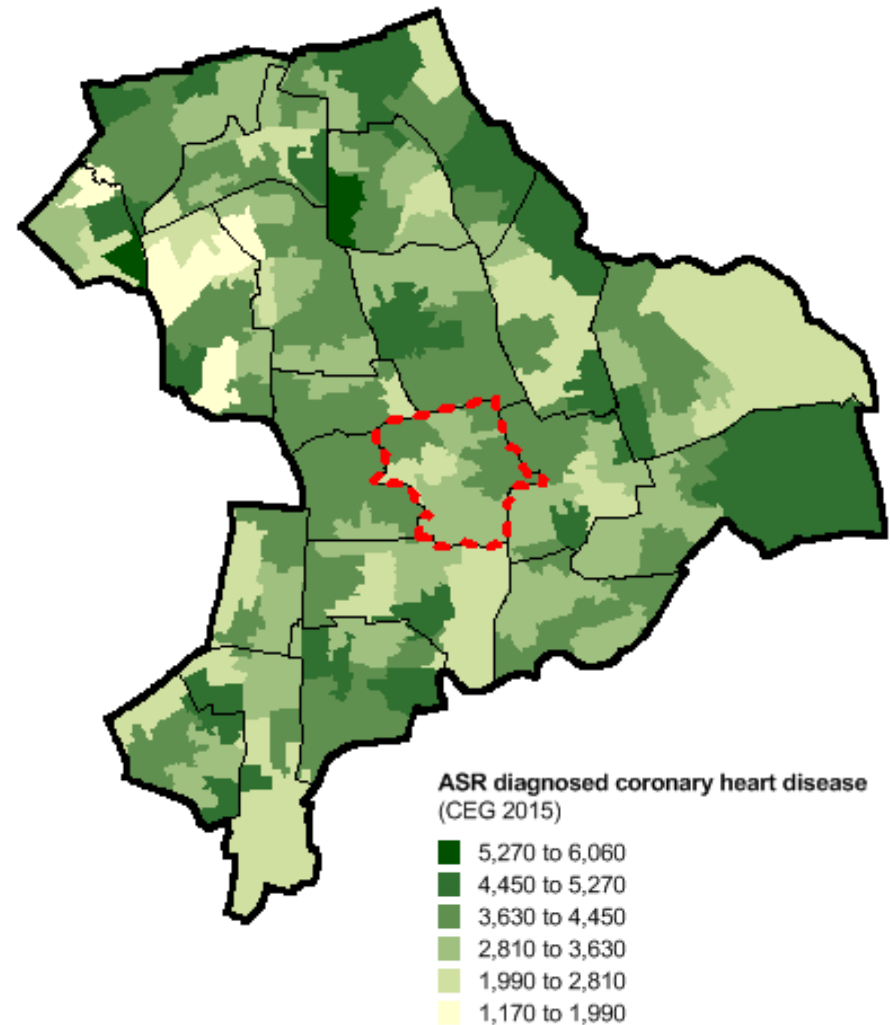 ASR diagnosed coronary heart disease
(CEG 2015)
5,270 to 6,060
4,450 to 5,270
3,630 to 4,450
2,810 to 3,630
1,990 to 2,810
1,170 to 1,990